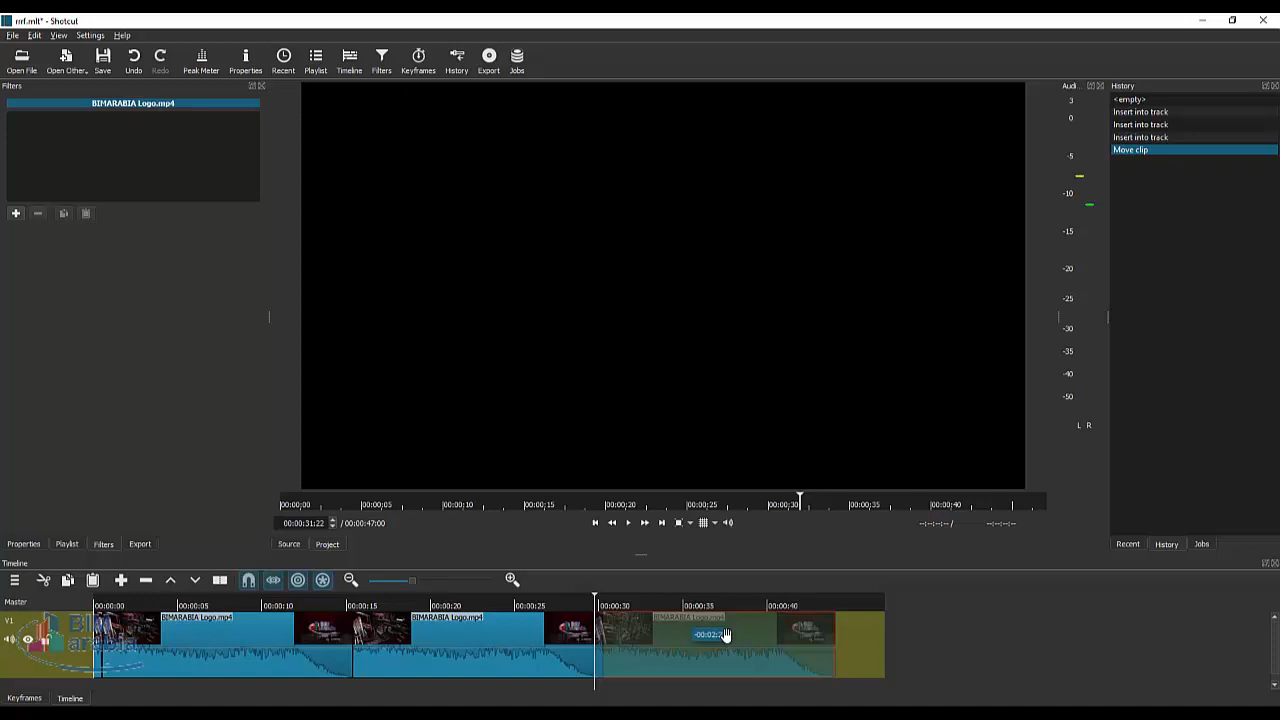 rrrf.mlt* - Shotcut
File Edit View Settings Help
Open File Open Other.. Save Undo Redo Peak Meter Properties Recent Playlist Timeline Filters Keyframes History Export Jobs
Filters
BIMARABIA Logo.mp4
Audi...
3
0
-5
-10
-15
-20
-25
-30
-35
-40
-50
L R
History
<empty>
Insert into track
Insert into track
Insert into track
Move clip
00:00:00 00:00:05 00:00:10 00:00:15 00:00:20 00:00:25 00:00:30 00:00:35 00:00:40
00:00:31:22 / 00:00:47:00
--:--:--:-- / --:--:--:--
Properties Playlist Filters Export
Source Project
Recent History Jobs
Timeline
Master
00:00:00 00:00:05 00:00:10 00:00:15 00:00:20 00:00:25 00:00:30 00:00:35 00:00:40
V1
BIMARABIA Logo.mp4 BIMARABIA Logo.mp4 BIMARABIA Logo.mp4
BIM
arabia
Keyframes Timeline